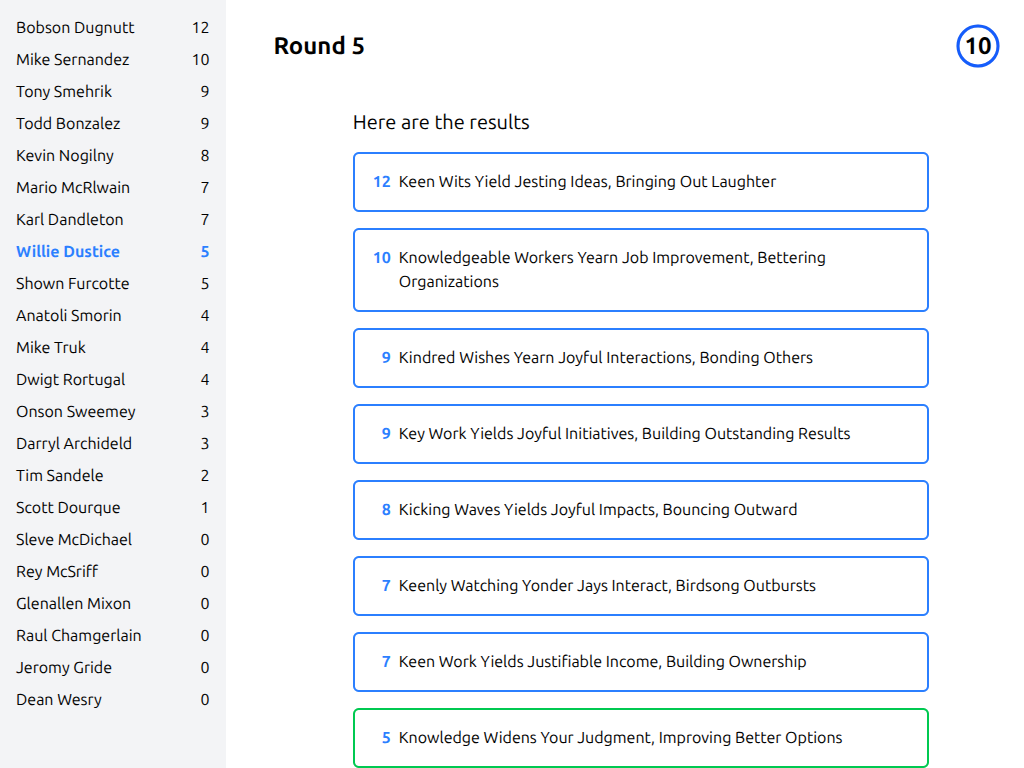 Bobson Dugnutt 12
Mike Sernandez 10
Tony Smehrik 9
Todd Bonzalez 9
Kevin Nogilny 8
Mario McRlwain 7
Karl Dandleton 7
Willie Dustice 5
Shown Furcotte 5
Anatoli Smorin 4
Mike Truk 4
Dwigt Rortugal 4
Onson Sweemey 3
Darryl Archideld 3
Tim Sandele 2
Scott Dourque 1
Sleve McDichael 0
Rey McSriff 0
Glenallen Mixon 0
Raul Chamgerlain 0
Jeromy Gride 0
Dean Wesry 0
Round 5
10
Here are the results
12 Keen Wits Yield Jesting Ideas, Bringing Out Laughter
10 Knowledgeable Workers Yearn Job Improvement, Bettering
Organizations
9 Kindred Wishes Yearn Joyful Interactions, Bonding Others
9 Key Work Yields Joyful Initiatives, Building Outstanding Results
8 Kicking Waves Yields Joyful Impacts, Bouncing Outward
7 Keenly Watching Yonder Jays Interact, Birdsong Outbursts
7 Keen Work Yields Justifiable Income, Building Ownership
5 Knowledge Widens Your Judgment, Improving Better Options